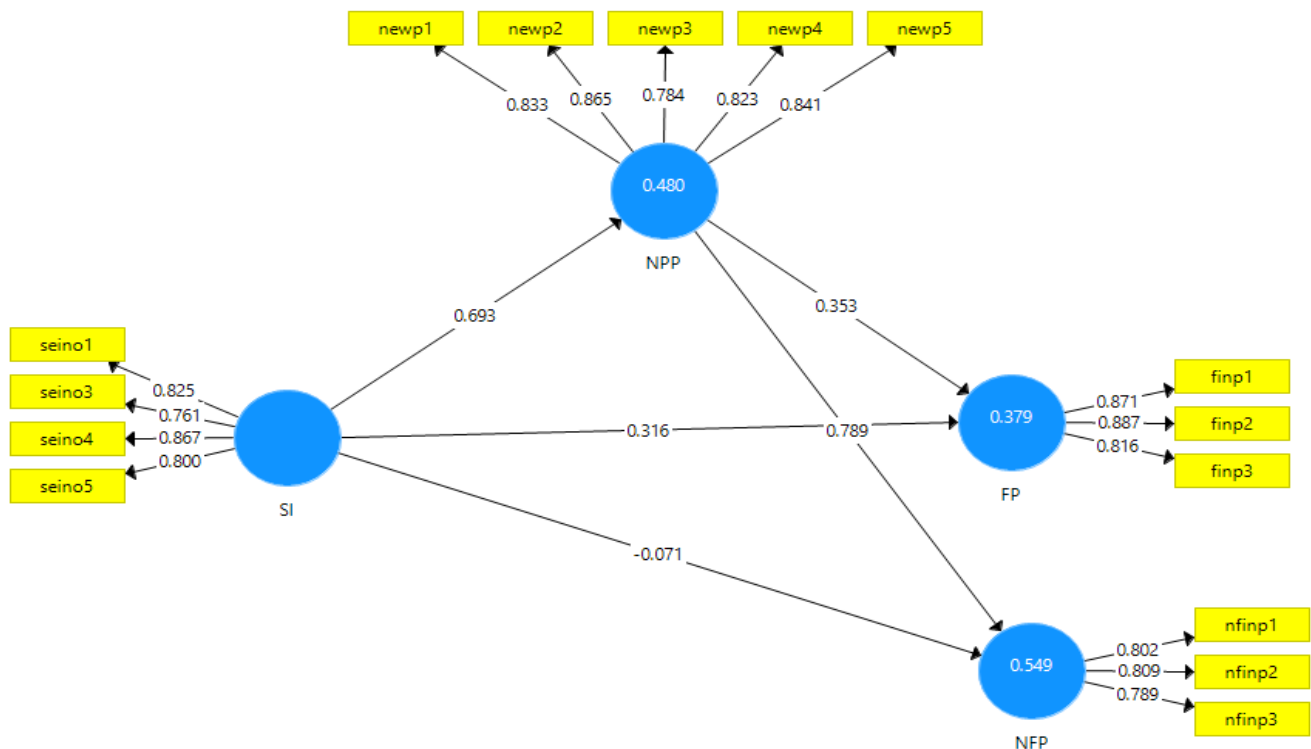 newp1 newp2 newp3 newp4 newp5
0.833 0.865 0.784 0.823 0.841
0.480
NPP
0.693
0.353
seino1
seino3
seino4
seino5
0.825
0.761
0.867
0.800
SI
0.316
0.789
-0.071
0.379
FP
0.871
0.887
0.816
finp1
finp2
finp3
0.549
NFP
0.802
0.809
0.789
nfinp1
nfinp2
nfinp3